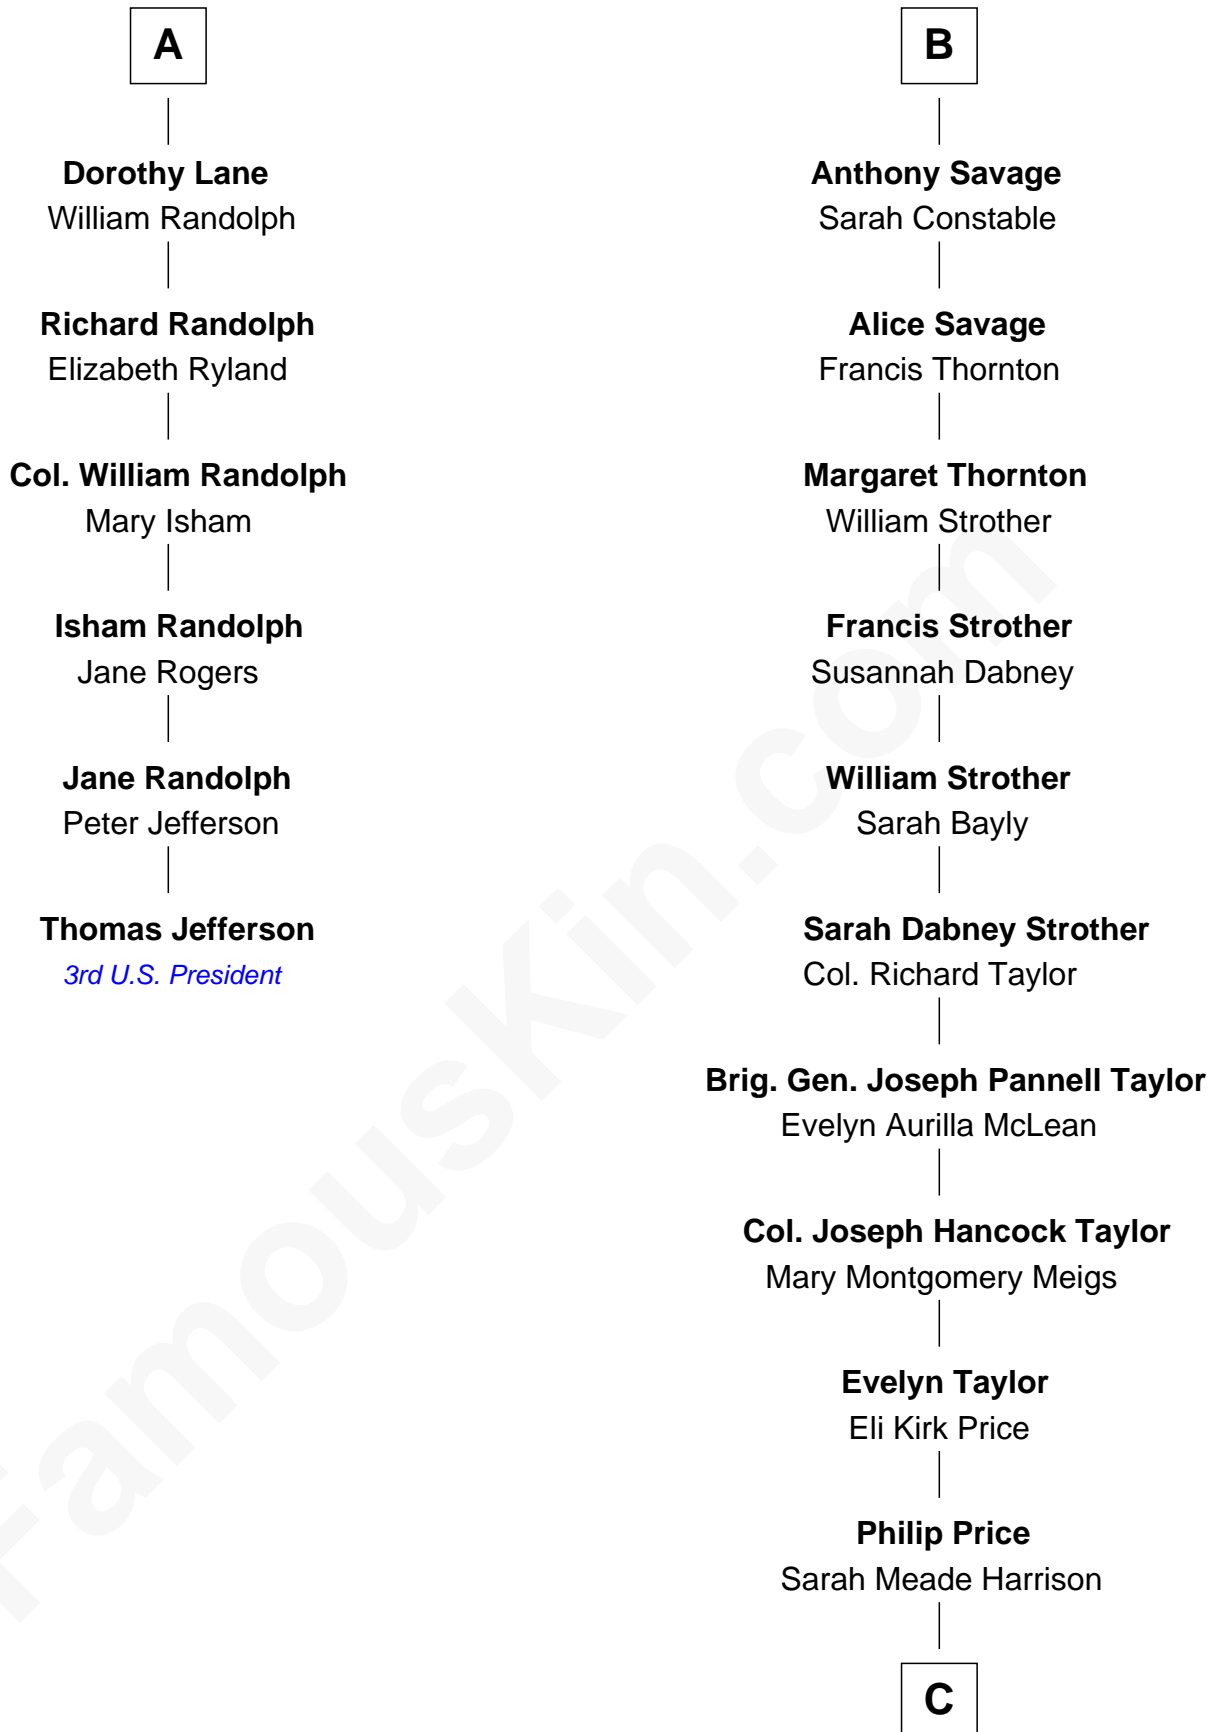 A
Dorothy Lane
William Randolph
Richard Randolph
Elizabeth Ryland
Col. William Randolph
Mary Isham
Isham Randolph
Jane Rogers
Jane Randolph
Peter Jefferson
Thomas Jefferson
3rd U.S. President
B
Anthony Savage
Sarah Constable
Alice Savage
Francis Thornton
Margaret Thornton
William Strother
Francis Strother
Susannah Dabney
William Strother
Sarah Bayly
Sarah Dabney Strother
Col. Richard Taylor
Brig. Gen. Joseph Pannell Taylor
Evelyn Aurilla McLean
Col. Joseph Hancock Taylor
Mary Montgomery Meigs
Evelyn Taylor
Eli Kirk Price
Philip Price
Sarah Meade Harrison
C
FamousKin.com